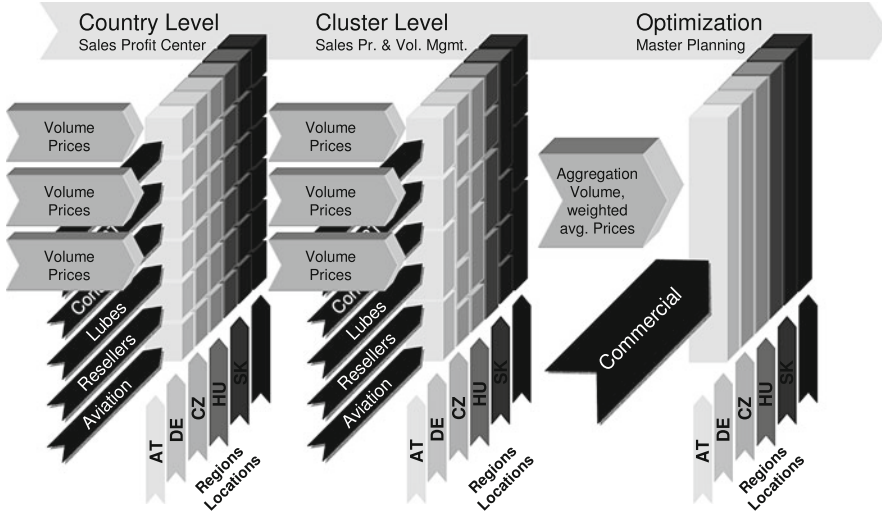 Country Level
Sales Profit Center
Cluster Level
Sales Pr. & Vol. Mgmt.
Optimization
Master Planning
Volume
Prices
Volume
Prices
Volume
Prices
Lubes
Resellers
Aviation
AT
DE
CZ
HU
SK
Regions
Locations
Volume
Prices
Volume
Prices
Volume
Prices
Lubes
Resellers
Aviation
AT
DE
CZ
HU
SK
Regions
Locations
Aggregation
Volume,
weighted
avg. Prices
Commercial
AT
DE
CZ
HU
SK
Regions
Locations